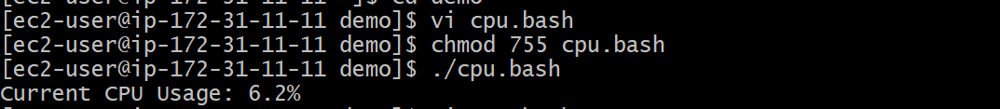 [ec2-user@ip-172-31-11-11 ~]$ cd demo
[ec2-user@ip-172-31-11-11 demo]$ vi cpu.bash
[ec2-user@ip-172-31-11-11 demo]$ chmod 755 cpu.bash
[ec2-user@ip-172-31-11-11 demo]$ ./cpu.bash
Current CPU Usage: 6.2%